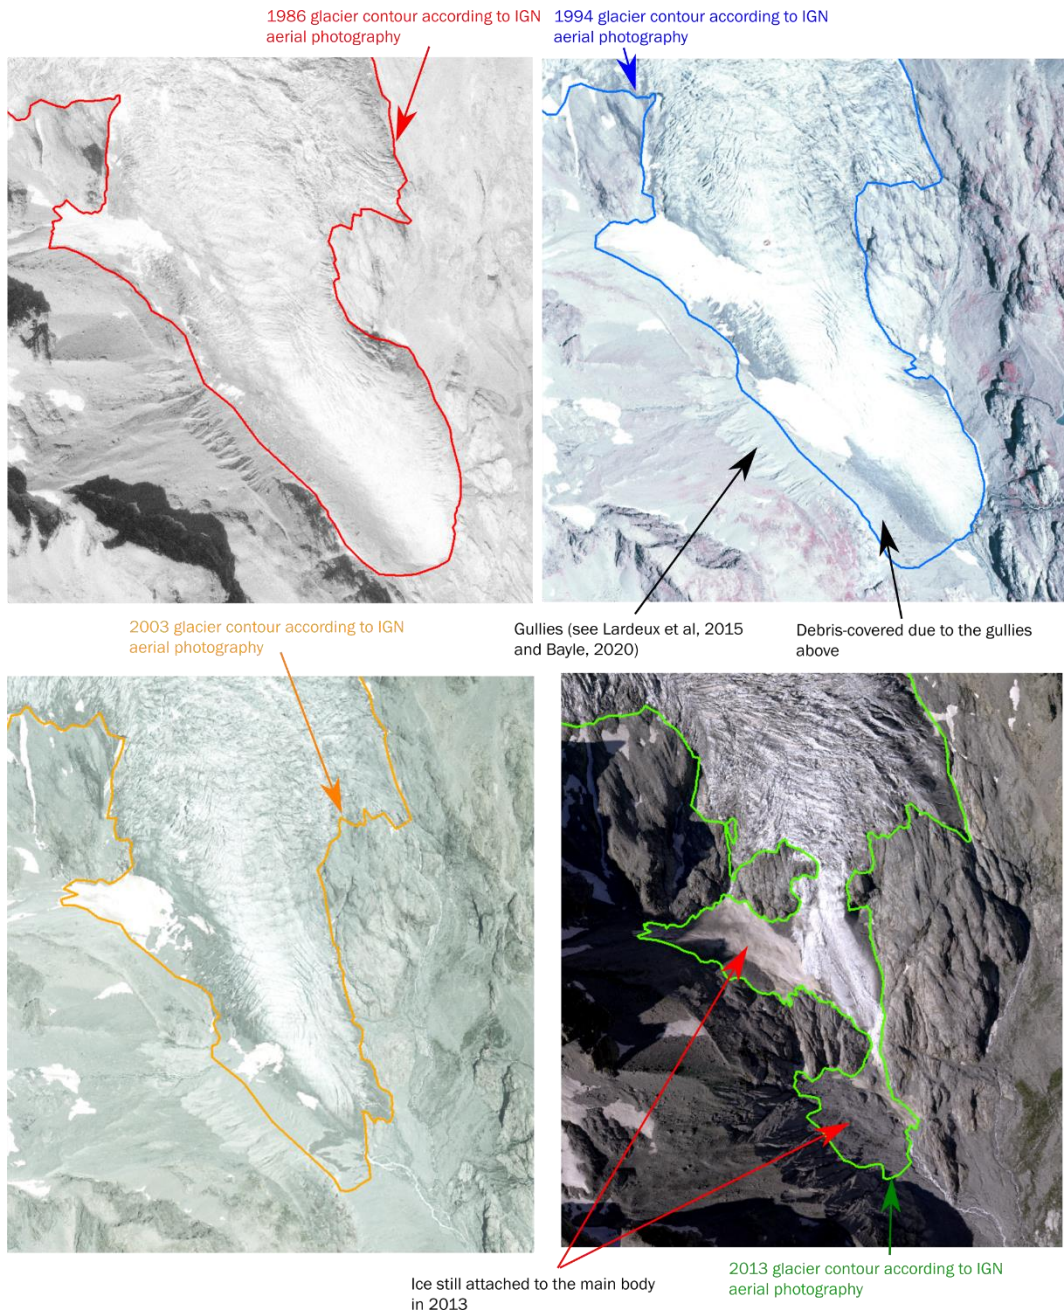 1986 glacier contour according to IGN
aerial photography
1994 glacier contour according to IGN
aerial photography
Gullies (see Lardeux et al, 2015
and Bayle, 2020)
Debris-covered due to the gullies
above
2003 glacier contour according to IGN
aerial photography
Ice still attached to the main body
in 2013
2013 glacier contour according to IGN
aerial photography